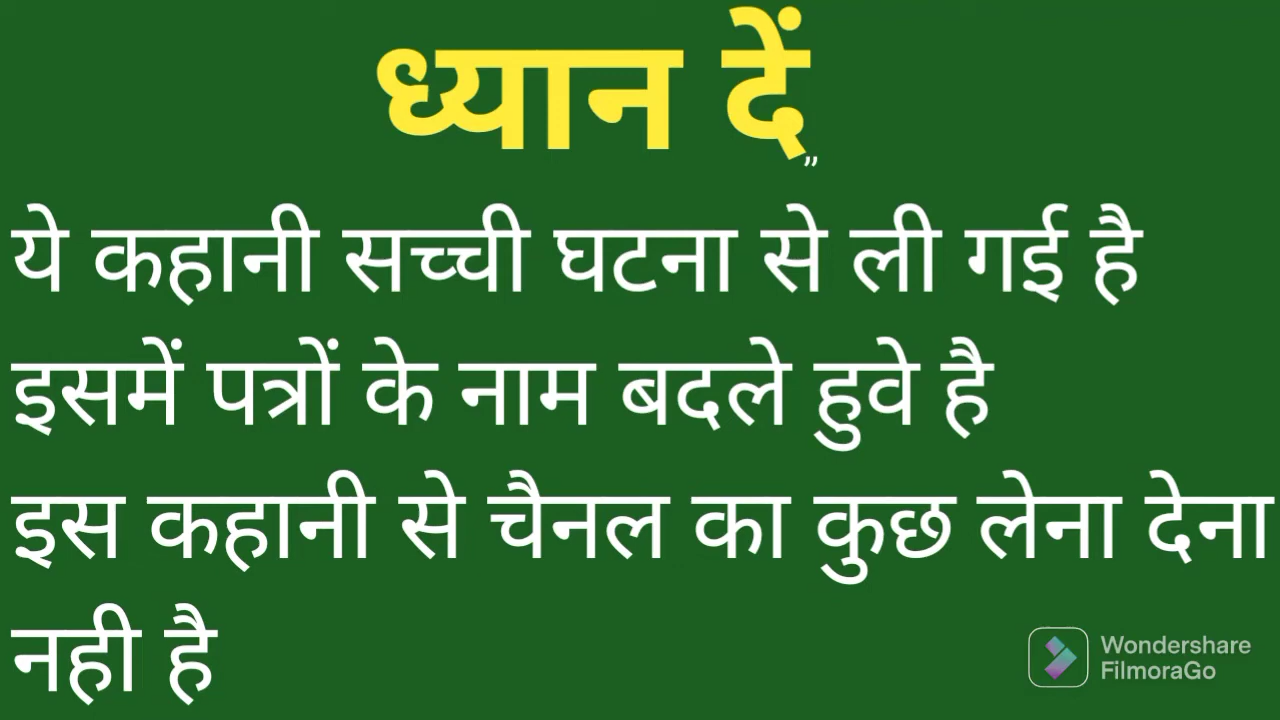 ध्यान दें
”
ये कहानी सच्ची घटना से ली गई है
इसमें पत्रों के नाम बदले हुवे है
इस कहानी से चैनल का कुछ लेना देना
नही है
Wondershare
FilmoraGo